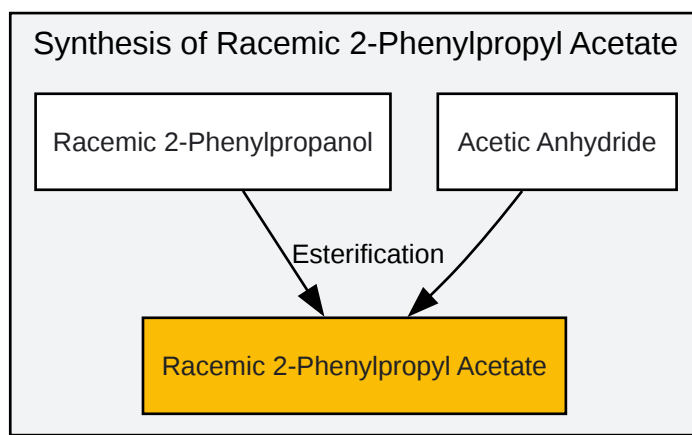 Synthesis of Racemic 2-Phenylpropyl Acetate
Racemic 2-Phenylpropanol
Acetic Anhydride
Esterification
Racemic 2-Phenylpropyl Acetate